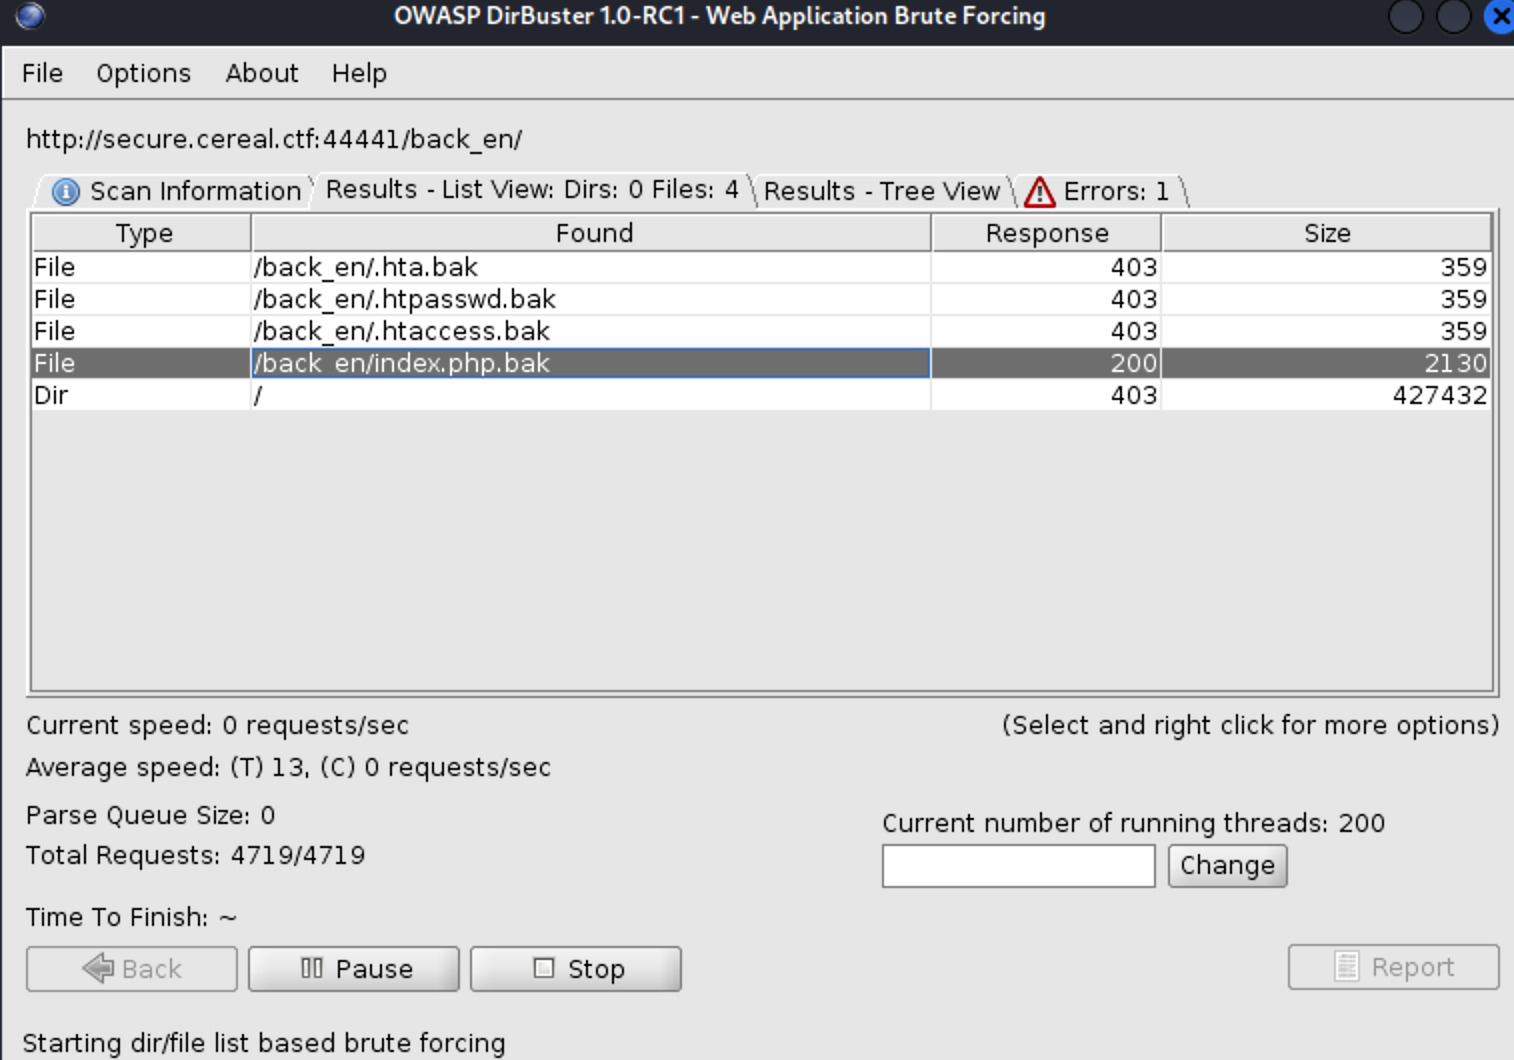 OWASP DirBuster 1.0-RC1 - Web Application Brute Forcing
File Options About Help
http://secure.cereal.ctf:44441/back_en/
Scan Information Results - List View: Dirs: 0 Files: 4 Results - Tree View Errors: 1
Type Found Response Size
File /back_en/.hta.bak 403 359
File /back_en/.htpasswd.bak 403 359
File /back_en/.htaccess.bak 403 359
File /back_en/index.php.bak 200 2130
Dir / 403 427432
Current speed: 0 requests/sec (Select and right click for more options)
Average speed: (T) 13, (C) 0 requests/sec
Parse Queue Size: 0
Current number of running threads: 200
Total Requests: 4719/4719
Change
Time To Finish: ~
Back Pause Stop Report
Starting dir/file list based brute forcing